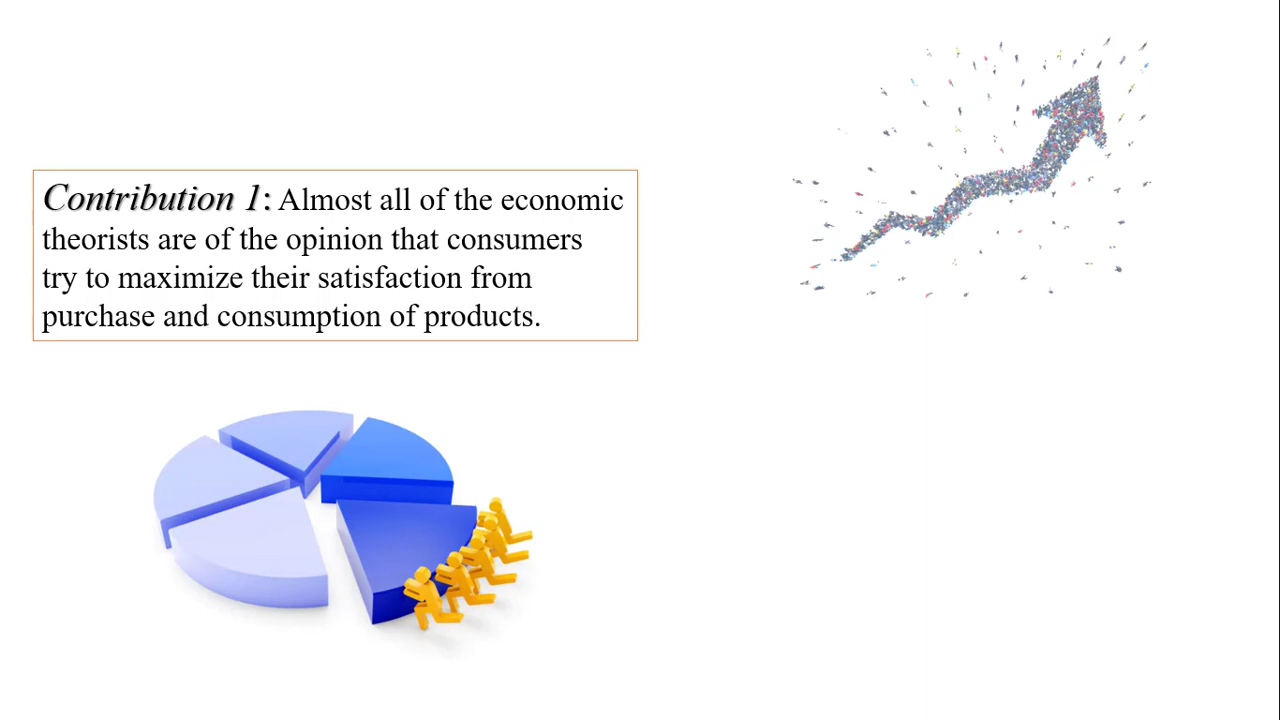 Contribution 1: Almost all of the economic
theorists are of the opinion that consumers
try to maximize their satisfaction from
purchase and consumption of products.